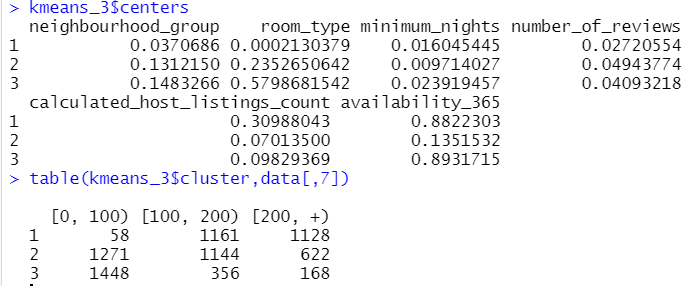 > kmeans_3$centers
  neighbourhood_group    room_type minimum_nights number_of_reviews
1           0.0370686 0.0002130379    0.016045445        0.02720554
2           0.1312150 0.2352650642    0.009714027        0.04943774
3           0.1483266 0.5798681542    0.023919457        0.04093218
  calculated_host_listings_count availability_365
1                     0.30988043        0.8822303
2                     0.07013500        0.1351532
3                     0.09829369        0.8931715
> table(kmeans_3$cluster,data[,7])
    [0, 100) [100, 200) [200, +)
  1       58       1161     1128
  2     1271       1144      622
  3     1448        356      168